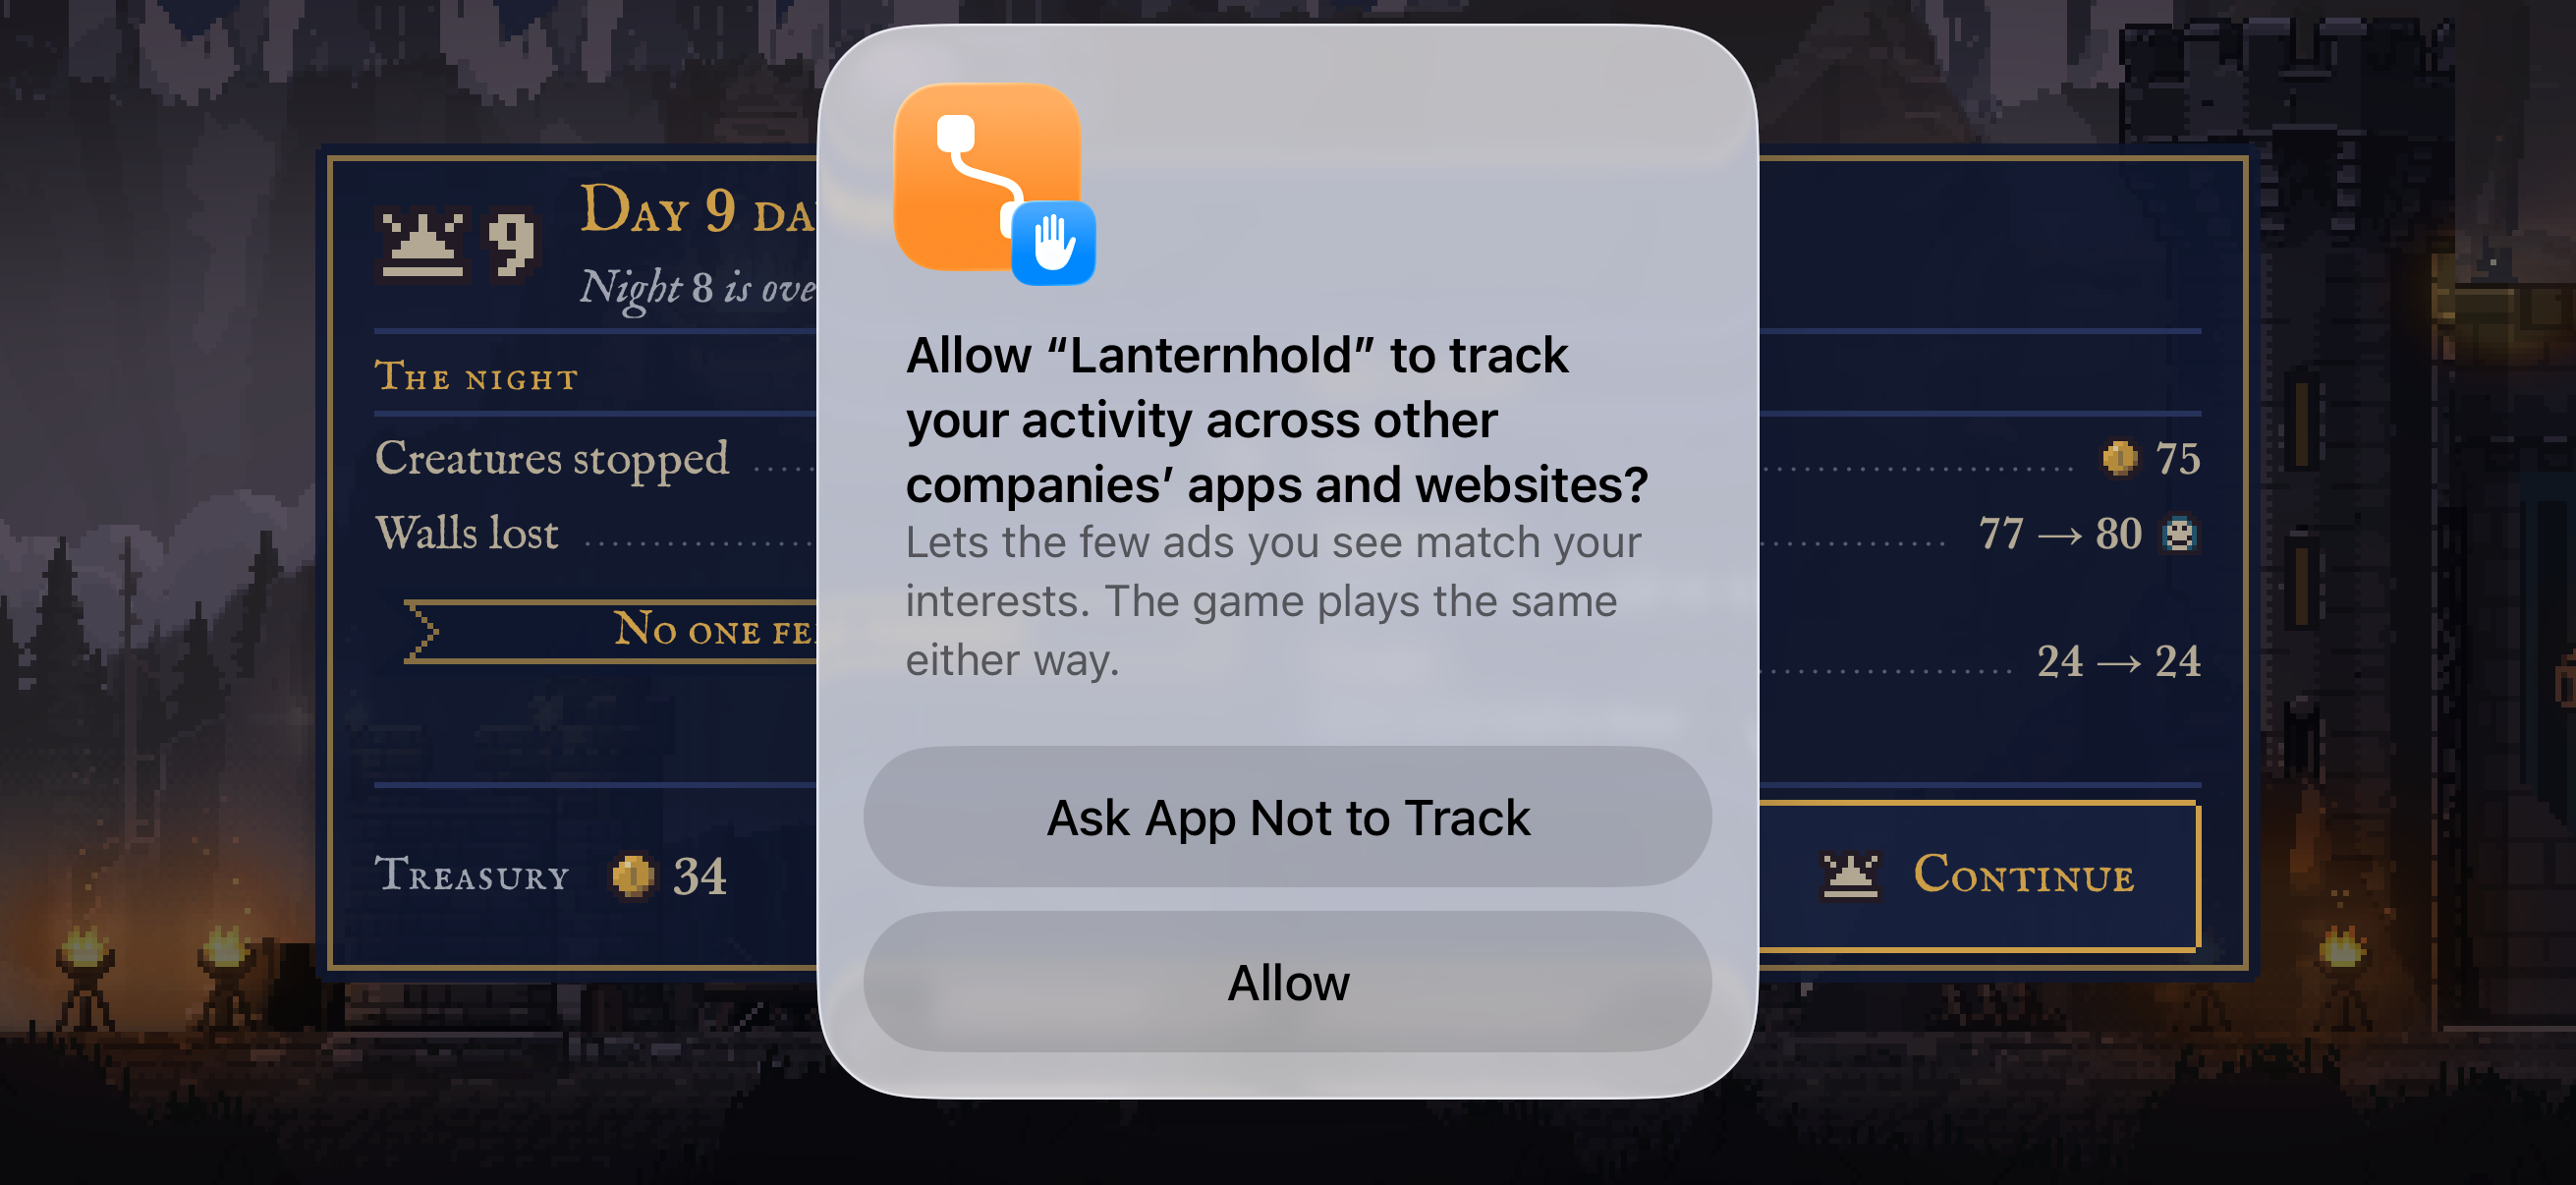 9
Day 9 da
Night 8 is ove
The night
Creatures stopped
Walls lost
No one fe
Treasury 34
Allow “Lanternhold” to track
your activity across other
companies’ apps and websites?
Lets the few ads you see match your
interests. The game plays the same
either way.
Ask App Not to Track
Allow
75
77 → 80
24 → 24
Continue